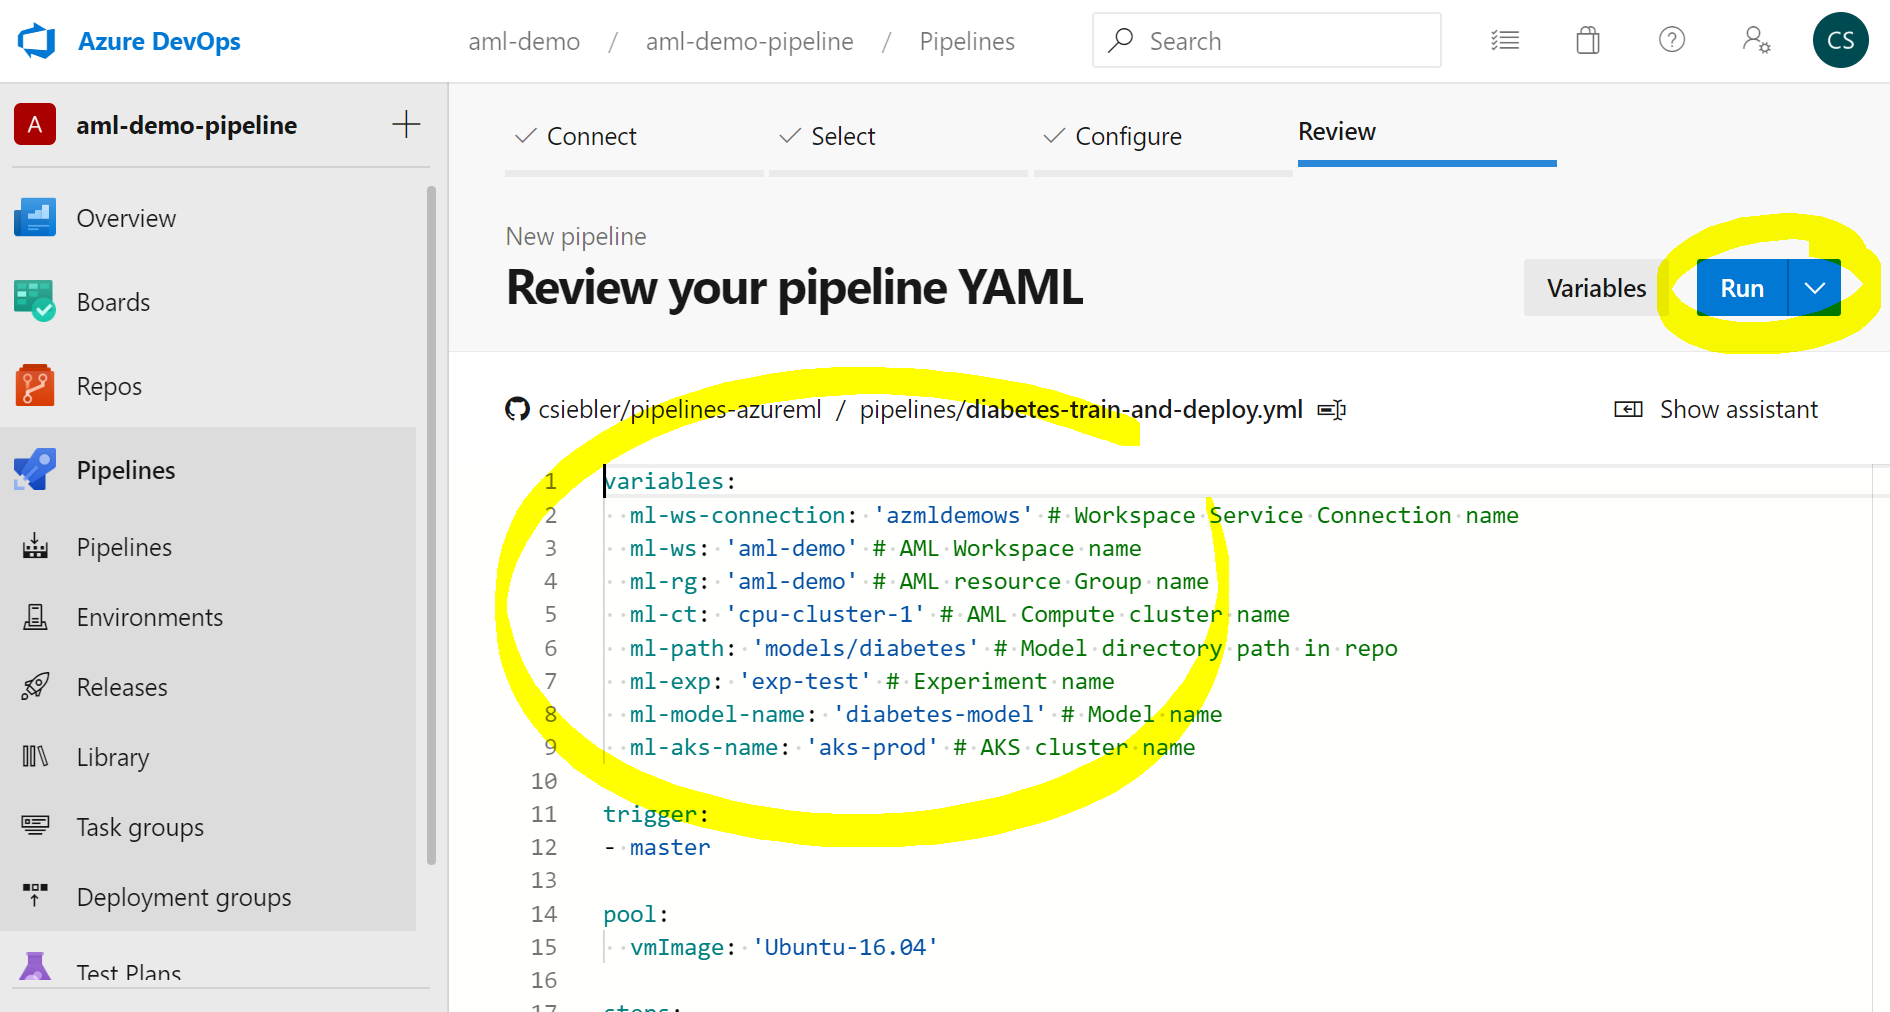 Azure DevOps
aml-demo / aml-demo-pipeline / Pipelines
Search
CS
A
aml-demo-pipeline
Overview
Boards
Repos
Pipelines
Pipelines
Environments
Releases
Library
Task groups
Deployment groups
Test Plans
Connect
Select
Configure
Review
New pipeline
Review your pipeline YAML
Variables
Run
csiebler/pipelines-azureml / pipelines/diabetes-train-and-deploy.yml
Show assistant
1 variables:
2 ml-ws-connection: 'azmldemows' # Workspace Service Connection name
3 ml-ws: 'aml-demo' # AML Workspace name
4 ml-rg: 'aml-demo' # AML resource Group name
5 ml-ct: 'cpu-cluster-1' # AML Compute cluster name
6 ml-path: 'models/diabetes' # Model directory path in repo
7 ml-exp: 'exp-test' # Experiment name
8 ml-model-name: 'diabetes-model' # Model name
9 ml-aks-name: 'aks-prod' # AKS cluster name
10
11 trigger:
12 - master
13
14 pool:
15 vmImage: 'Ubuntu-16.04'
16
17 steps: